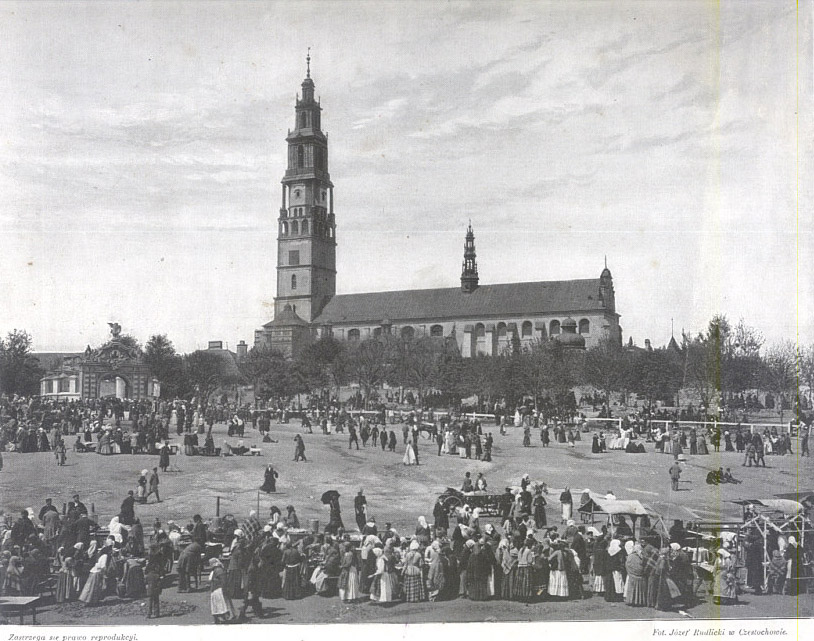 Zastrzega się prawo reprodukcyi.
Fot. Józef Rudlicki w Częstochowie.